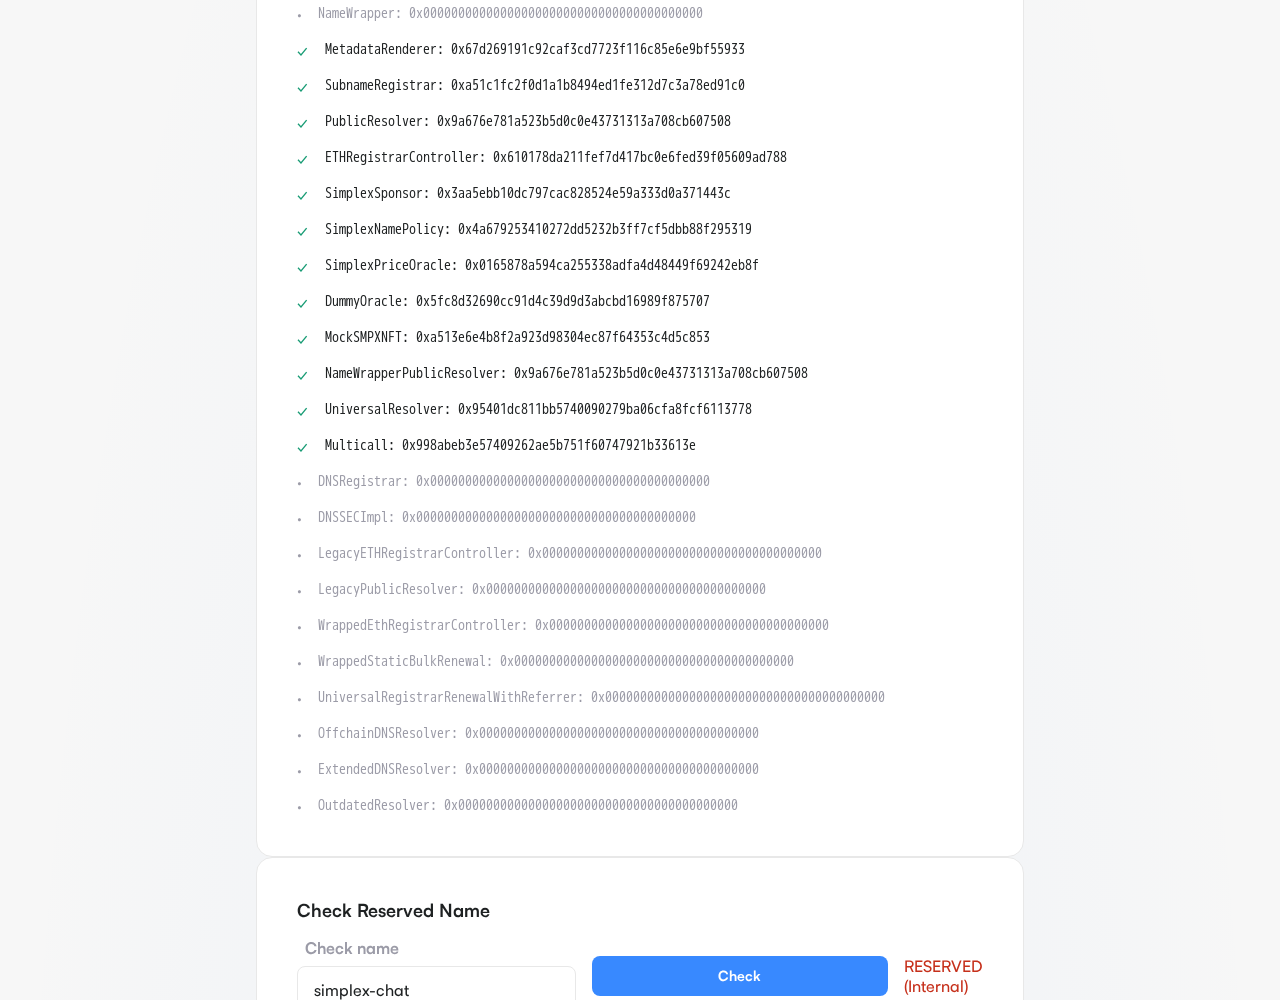 NameWrapper: 0x0000000000000000000000000000000000000000
MetadataRenderer: 0x67d269191c92caf3cd7723f116c85e6e9bf55933
SubnameRegistrar: 0xa51c1fc2f0d1a1b8494ed1fe312d7c3a78ed91c0
PublicResolver: 0x9a676e781a523b5d0c0e43731313a708cb607508
ETHRegistrarController: 0x610178da211fef7d417bc0e6fed39f05609ad788
SimplexSponsor: 0x3aa5ebb10dc797cac828524e59a333d0a371443c
SimplexNamePolicy: 0x4a679253410272dd5232b3ff7cf5dbb88f295319
SimplexPriceOracle: 0x0165878a594ca255338adfa4d48449f69242eb8f
DummyOracle: 0x5fc8d32690cc91d4c39d9d3abcbd16989f875707
MockSMPXNFT: 0xa513e6e4b8f2a923d98304ec87f64353c4d5c853
NameWrapperPublicResolver: 0x9a676e781a523b5d0c0e43731313a708cb607508
UniversalResolver: 0x95401dc811bb5740090279ba06cfa8fcf6113778
Multicall: 0x998abeb3e57409262ae5b751f60747921b33613e
DNSRegistrar: 0x0000000000000000000000000000000000000000
DNSSECImpl: 0x0000000000000000000000000000000000000000
LegacyETHRegistrarController: 0x0000000000000000000000000000000000000000
LegacyPublicResolver: 0x0000000000000000000000000000000000000000
WrappedEthRegistrarController: 0x0000000000000000000000000000000000000000
WrappedStaticBulkRenewal: 0x0000000000000000000000000000000000000000
UniversalRegistrarRenewalWithReferrer: 0x0000000000000000000000000000000000000000
OffchainDNSResolver: 0x0000000000000000000000000000000000000000
ExtendedDNSResolver: 0x0000000000000000000000000000000000000000
OutdatedResolver: 0x0000000000000000000000000000000000000000
Check Reserved Name
Check name
simplex-chat
Check
RESERVED
(Internal)